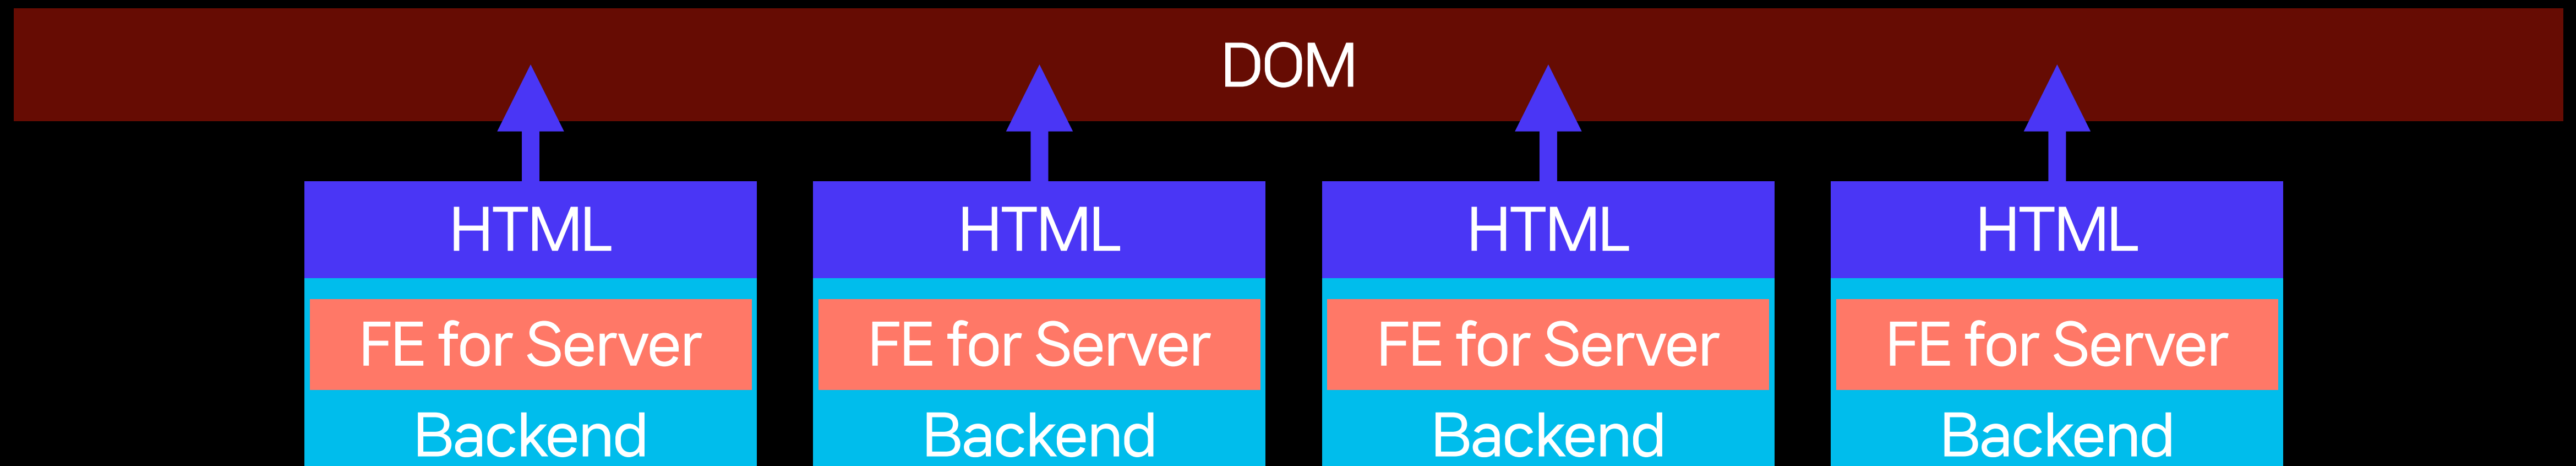 DOM
HTML HTML HTML HTML
FE for Server FE for Server FE for Server FE for Server
Backend Backend Backend Backend